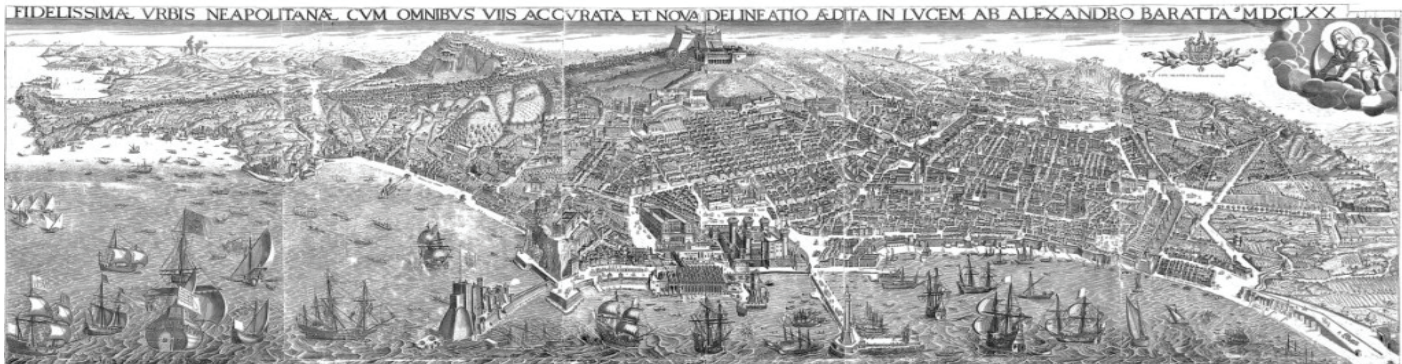 FIDELISSIMÆ VRBIS NEAPOLITANÆ CVM OMNIBVS VIIS ACCVRATA ET NOVA DELINEATIO ÆDITA IN LVCEM AB ALEXANDRO BARATTA MDCLXX